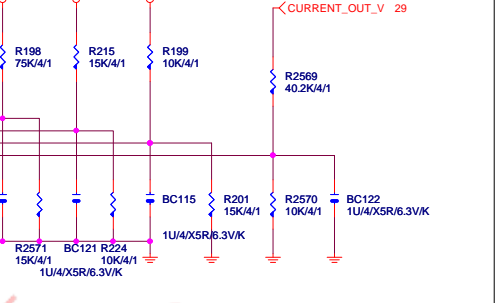 CURRENT_OUT_V 29
R198
75K/4/1
R215
15K/4/1
R199
10K/4/1
R2569
40.2K/4/1
BC115
1U/4/X5R/6.3V/K
R201
15K/4/1
R2570
10K/4/1
BC122
1U/4/X5R/6.3V/K
R2571
15K/4/1
BC121
1U/4/X5R/6.3V/K
R224
10K/4/1